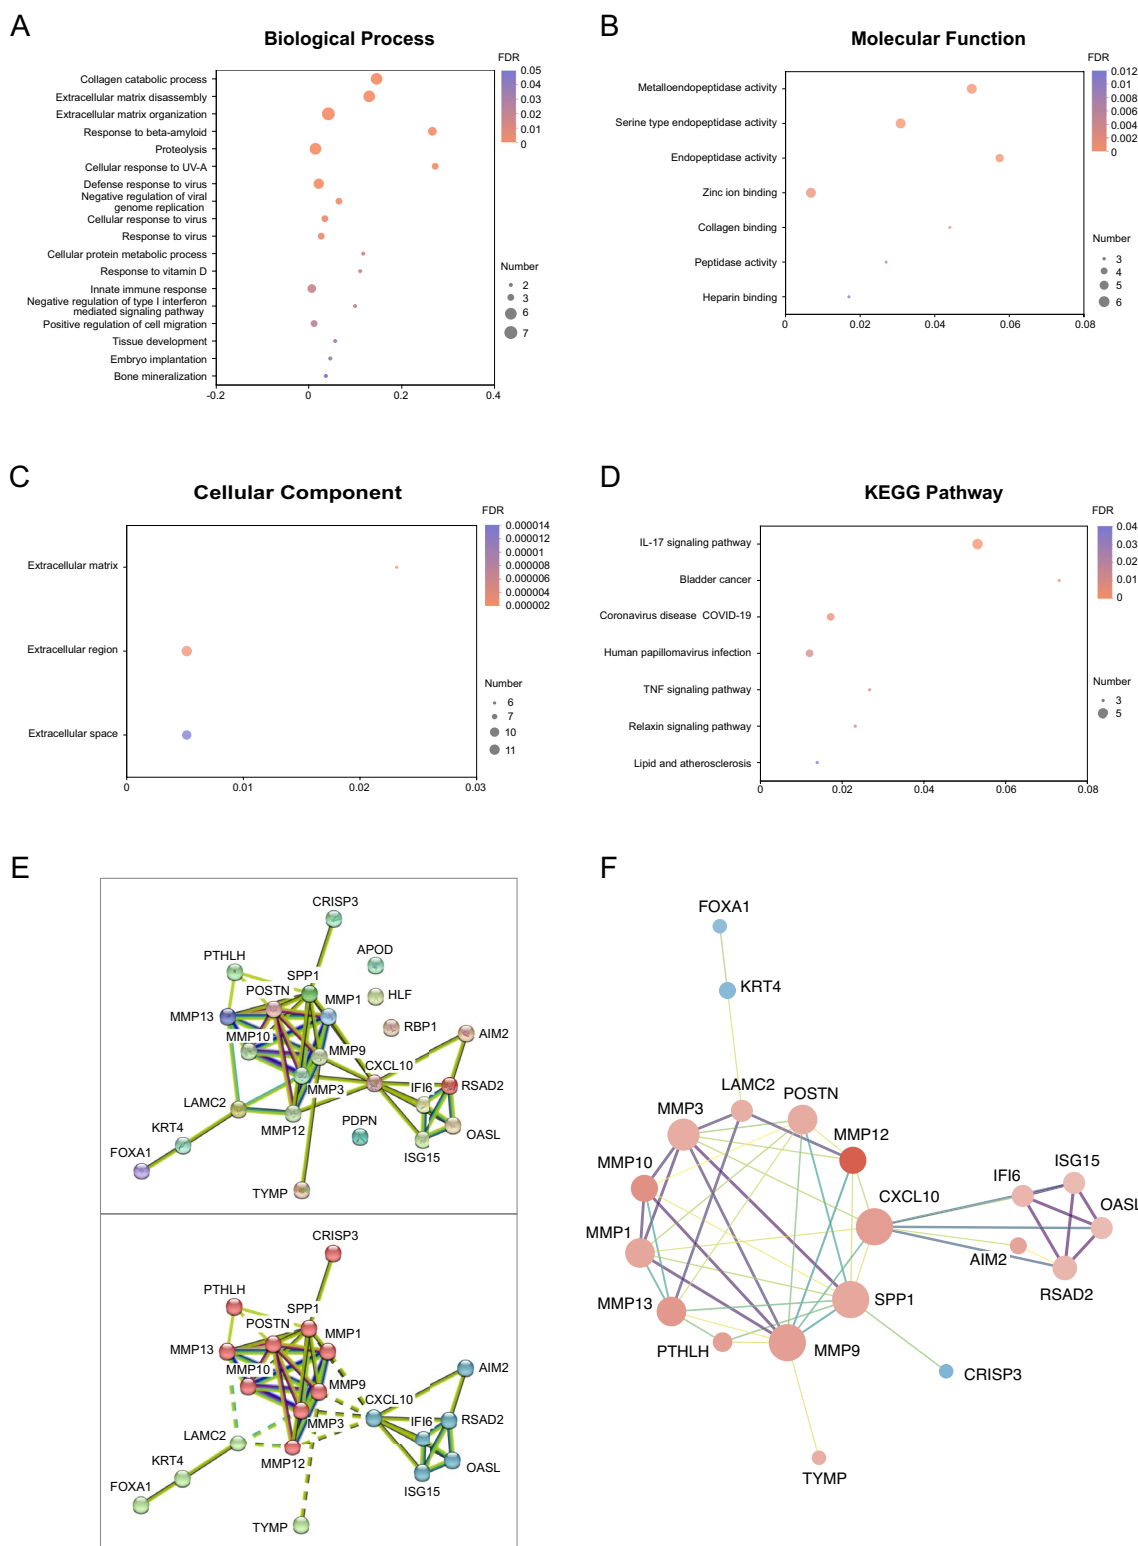 A
Biological Process
FDR
0.05
0.04
0.03
0.02
0.01
0
Collagen catabolic process
Extracellular matrix disassembly
Extracellular matrix organization
Response to beta-amyloid
Proteolysis
Cellular response to UV-A
Defense response to virus
Negative regulation of viral
genome replication
Cellular response to virus
Response to virus
Cellular protein metabolic process
Response to vitamin D
Innate immune response
Negative regulation of type I interferon
mediated signaling pathway
Positive regulation of cell migration
Tissue development
Embryo implantation
Bone mineralization
Number
2
3
6
7
-0.2
0
0.2
0.4
B
Molecular Function
FDR
0.012
0.01
0.008
0.006
0.004
0.002
0
Metalloendopeptidase activity
Serine type endopeptidase activity
Endopeptidase activity
Zinc ion binding
Collagen binding
Peptidase activity
Heparin binding
Number
3
4
5
6
0
0.02
0.04
0.06
0.08
C
Cellular Component
FDR
0.000014
0.000012
0.00001
0.000008
0.000006
0.000004
0.000002
Extracellular matrix
Extracellular region
Extracellular space
Number
6
7
10
11
0
0.01
0.02
0.03
D
KEGG Pathway
FDR
0.04
0.03
0.02
0.01
0
IL-17 signaling pathway
Bladder cancer
Coronavirus disease COVID-19
Human papillomavirus infection
TNF signaling pathway
Relaxin signaling pathway
Lipid and atherosclerosis
Number
3
5
0
0.02
0.04
0.06
0.08
E
CRISP3
PTHLH
APOD
SPP1
POSTN
HLF
MMP13
MMP1
RBP1
AIM2
MMP10
MMP9
CXCL10
MMP3
IFI6
RSAD2
LAMC2
MMP12
PDPN
OASL
KRT4
ISG15
FOXA1
TYMP
CRISP3
PTHLH
SPP1
POSTN
MMP1
MMP13
AIM2
MMP10
MMP9
CXCL10
MMP3
IFI6
RSAD2
LAMC2
MMP12
OASL
KRT4
ISG15
FOXA1
TYMP
F
FOXA1
KRT4
LAMC2
POSTN
MMP3
MMP12
MMP10
CXCL10
IFI6
ISG15
OASL
MMP1
AIM2
RSAD2
MMP13
SPP1
PTHLH
MMP9
CRISP3
TYMP